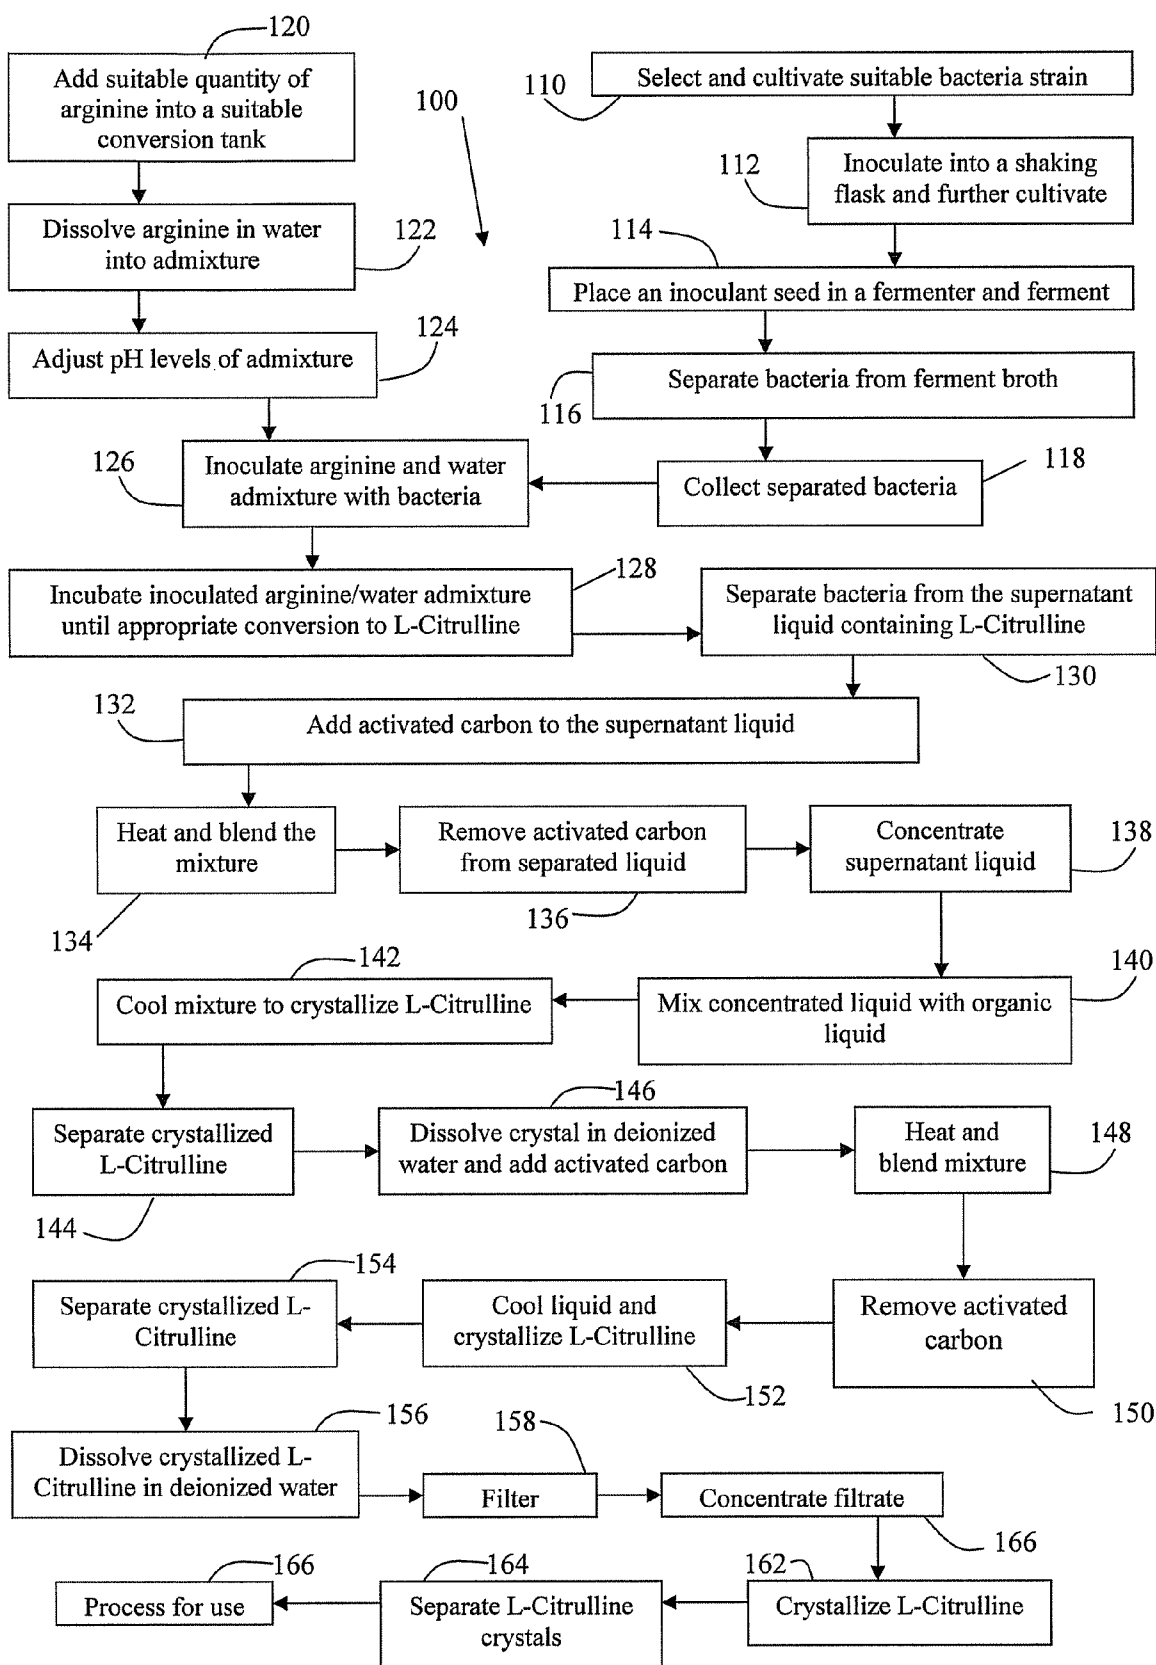 120
Add suitable quantity of
arginine into a suitable
conversion tank
100
110
Select and cultivate suitable bacteria strain
112
Inoculate into a shaking
flask and further cultivate
Dissolve arginine in water
into admixture
122
114
Place an inoculant seed in a fermenter and ferment
124
Adjust pH levels of admixture
116
Separate bacteria from ferment broth
126
Inoculate arginine and water
admixture with bacteria
118
Collect separated bacteria
128
Incubate inoculated arginine/water admixture
until appropriate conversion to L-Citrulline
Separate bacteria from the supernatant
liquid containing L-Citrulline
130
132
Add activated carbon to the supernatant liquid
Heat and blend the
mixture
134
Remove activated carbon
from separated liquid
136
Concentrate
supernatant liquid
138
142
Cool mixture to crystallize L-Citrulline
140
Mix concentrated liquid with organic
liquid
Separate crystallized
L-Citrulline
144
146
Dissolve crystal in deionized
water and add activated carbon
Heat and
blend mixture
148
154
Separate crystallized L-
Citrulline
Cool liquid and
crystallize L-Citrulline
152
Remove activated
carbon
150
156
Dissolve crystallized L-
Citrulline in deionized water
158
Filter
Concentrate filtrate
166
166
Process for use
164
Separate L-Citrulline
crystals
162
Crystallize L-Citrulline